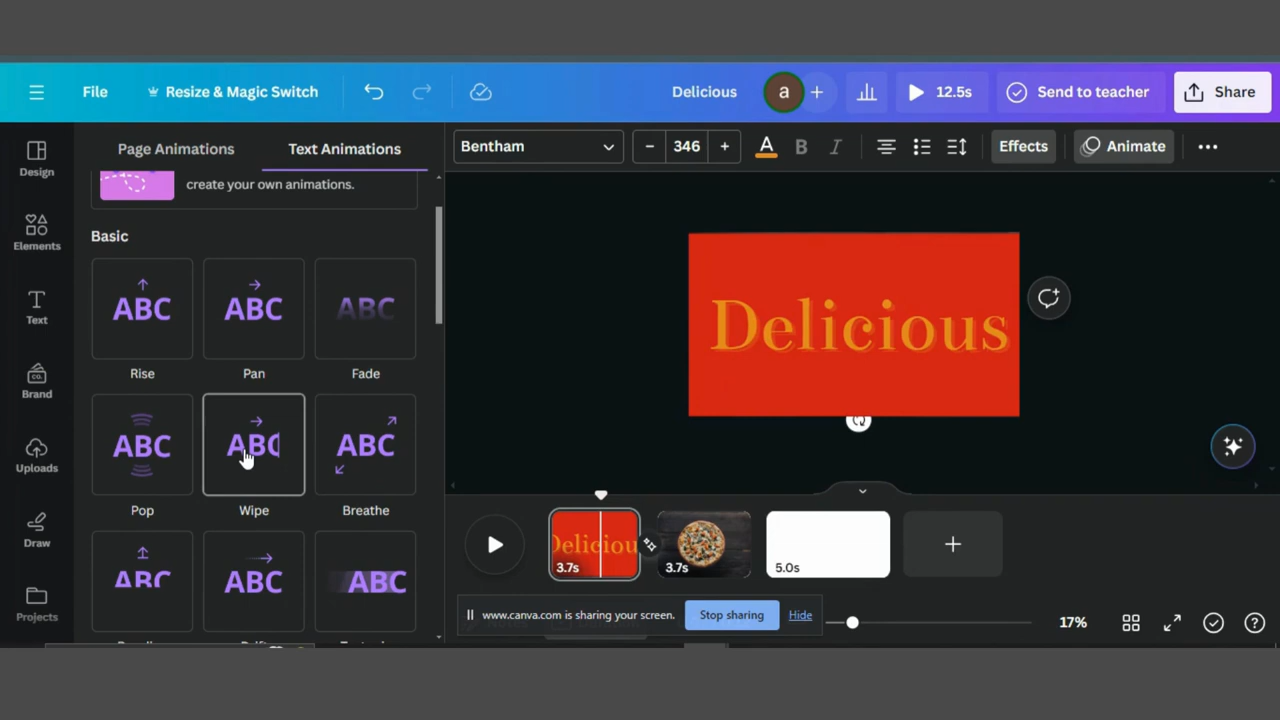 File
Resize & Magic Switch
Delicious
a
12.5s
Send to teacher
Share
Design
Elements
Text
Brand
Uploads
Draw
Projects
Page Animations
Text Animations
create your own animations.
Basic
ABC
ABC
ABC
Rise
Pan
Fade
ABC
ABC
ABC
Pop
Wipe
Breathe
ABC
ABC
ABC
Bentham
346
A
B
I
Effects
Animate
Delicious
Delicious
3.7s
3.7s
5.0s
www.canva.com is sharing your screen.
Stop sharing
Hide
17%